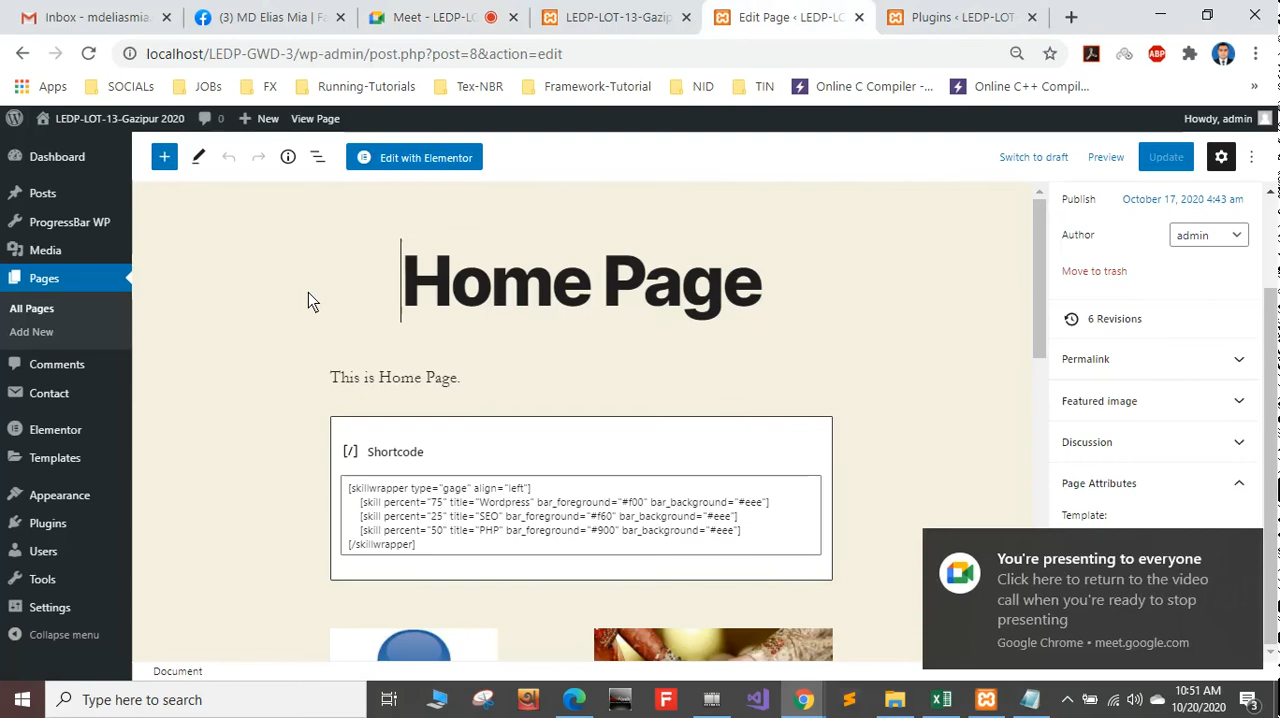 Inbox - mdeliasmia.
(3) MD Elias Mia | Fa
Meet - LEDP-L
LEDP-LOT-13-Gazip
Edit Page ‹ LEDP-LO
Plugins ‹ LEDP-LOT
localhost/LEDP-GWD-3/wp-admin/post.php?post=8&action=edit
ABP
Apps
SOCIALs
JOBs
FX
Running-Tutorials
Tex-NBR
Framework-Tutorial
NID
TIN
Online C Compiler -...
Online C++ Compil...
»
LEDP-LOT-13-Gazipur 2020
0
New
View Page
Howdy, admin
Dashboard
Posts
ProgressBar WP
Media
Pages
All Pages
Add New
Comments
Contact
Elementor
Templates
Appearance
Plugins
Users
Tools
Settings
Collapse menu
Edit with Elementor
Switch to draft
Preview
Update
Home Page
This is Home Page.
[/] Shortcode
[skillwrapper type="gage" align="left"]
[skill percent="75" title="Wordpress" bar_foreground="#f00" bar_background="#eee"]
[skill percent="25" title="SEO" bar_foreground="#f60" bar_background="#eee"]
[skill percent="50" title="PHP" bar_foreground="#900" bar_background="#eee"]
[/skillwrapper]
Document
Publish
October 17, 2020 4:43 am
Author
admin
Move to trash
6 Revisions
Permalink
Featured image
Discussion
Page Attributes
Template:
You're presenting to everyone
Click here to return to the video
call when you're ready to stop
presenting
Google Chrome • meet.google.com
Type here to search
10:51 AM
10/20/2020
3